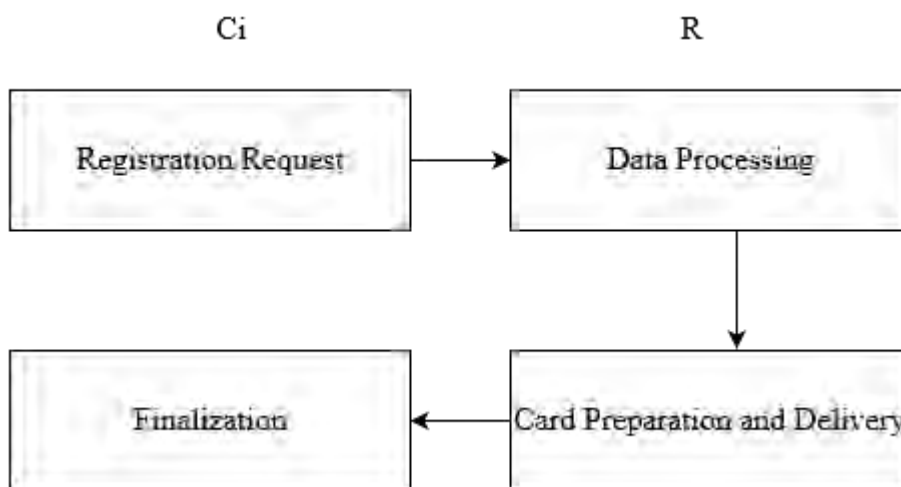 Ci
R
Registration Request
Data Processing
Finalization
Card Preparation and Delivery